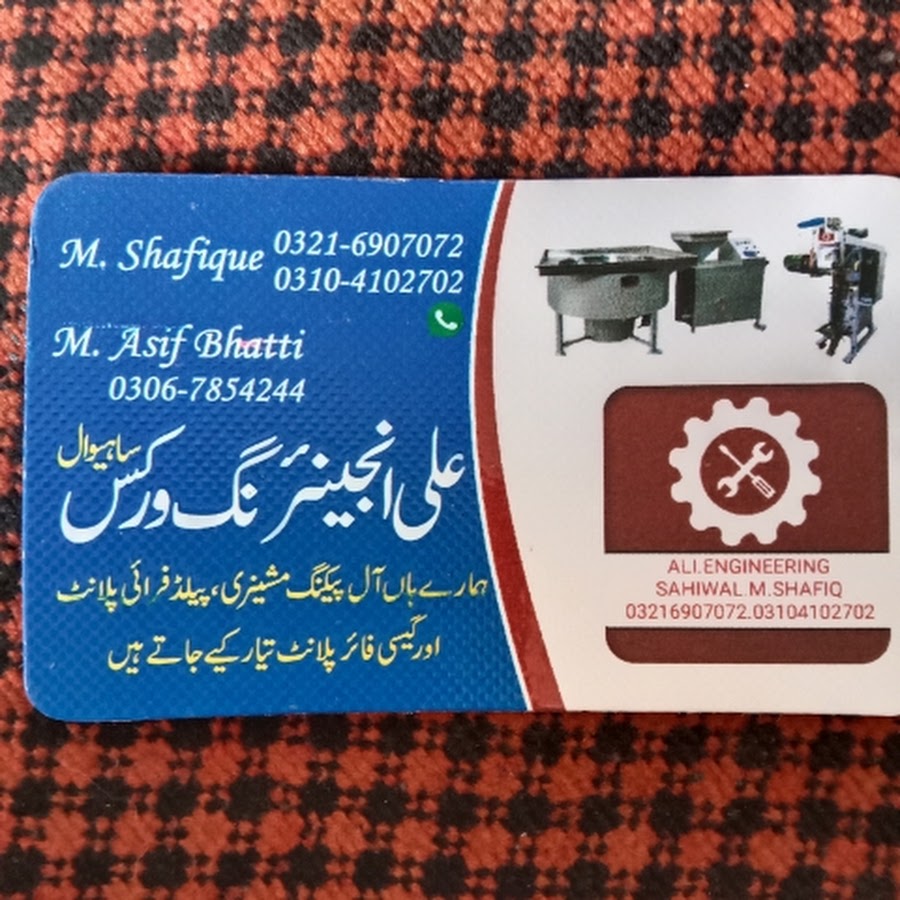 M. Shafique 0321-6907072
0310-4102702
M. Asif Bhatti
0306-7854244
ساہیوال
علی انجینئرنگ ورکس
ہمارے ہاں آل پیکنگ مشینری، پیلڈ فرائی پلانٹ
اور گیسی فائر پلانٹ تیار کیے جاتے ہیں
ALI.ENGINEERING
SAHIWAL.M.SHAFIQ
03216907072.03104102702